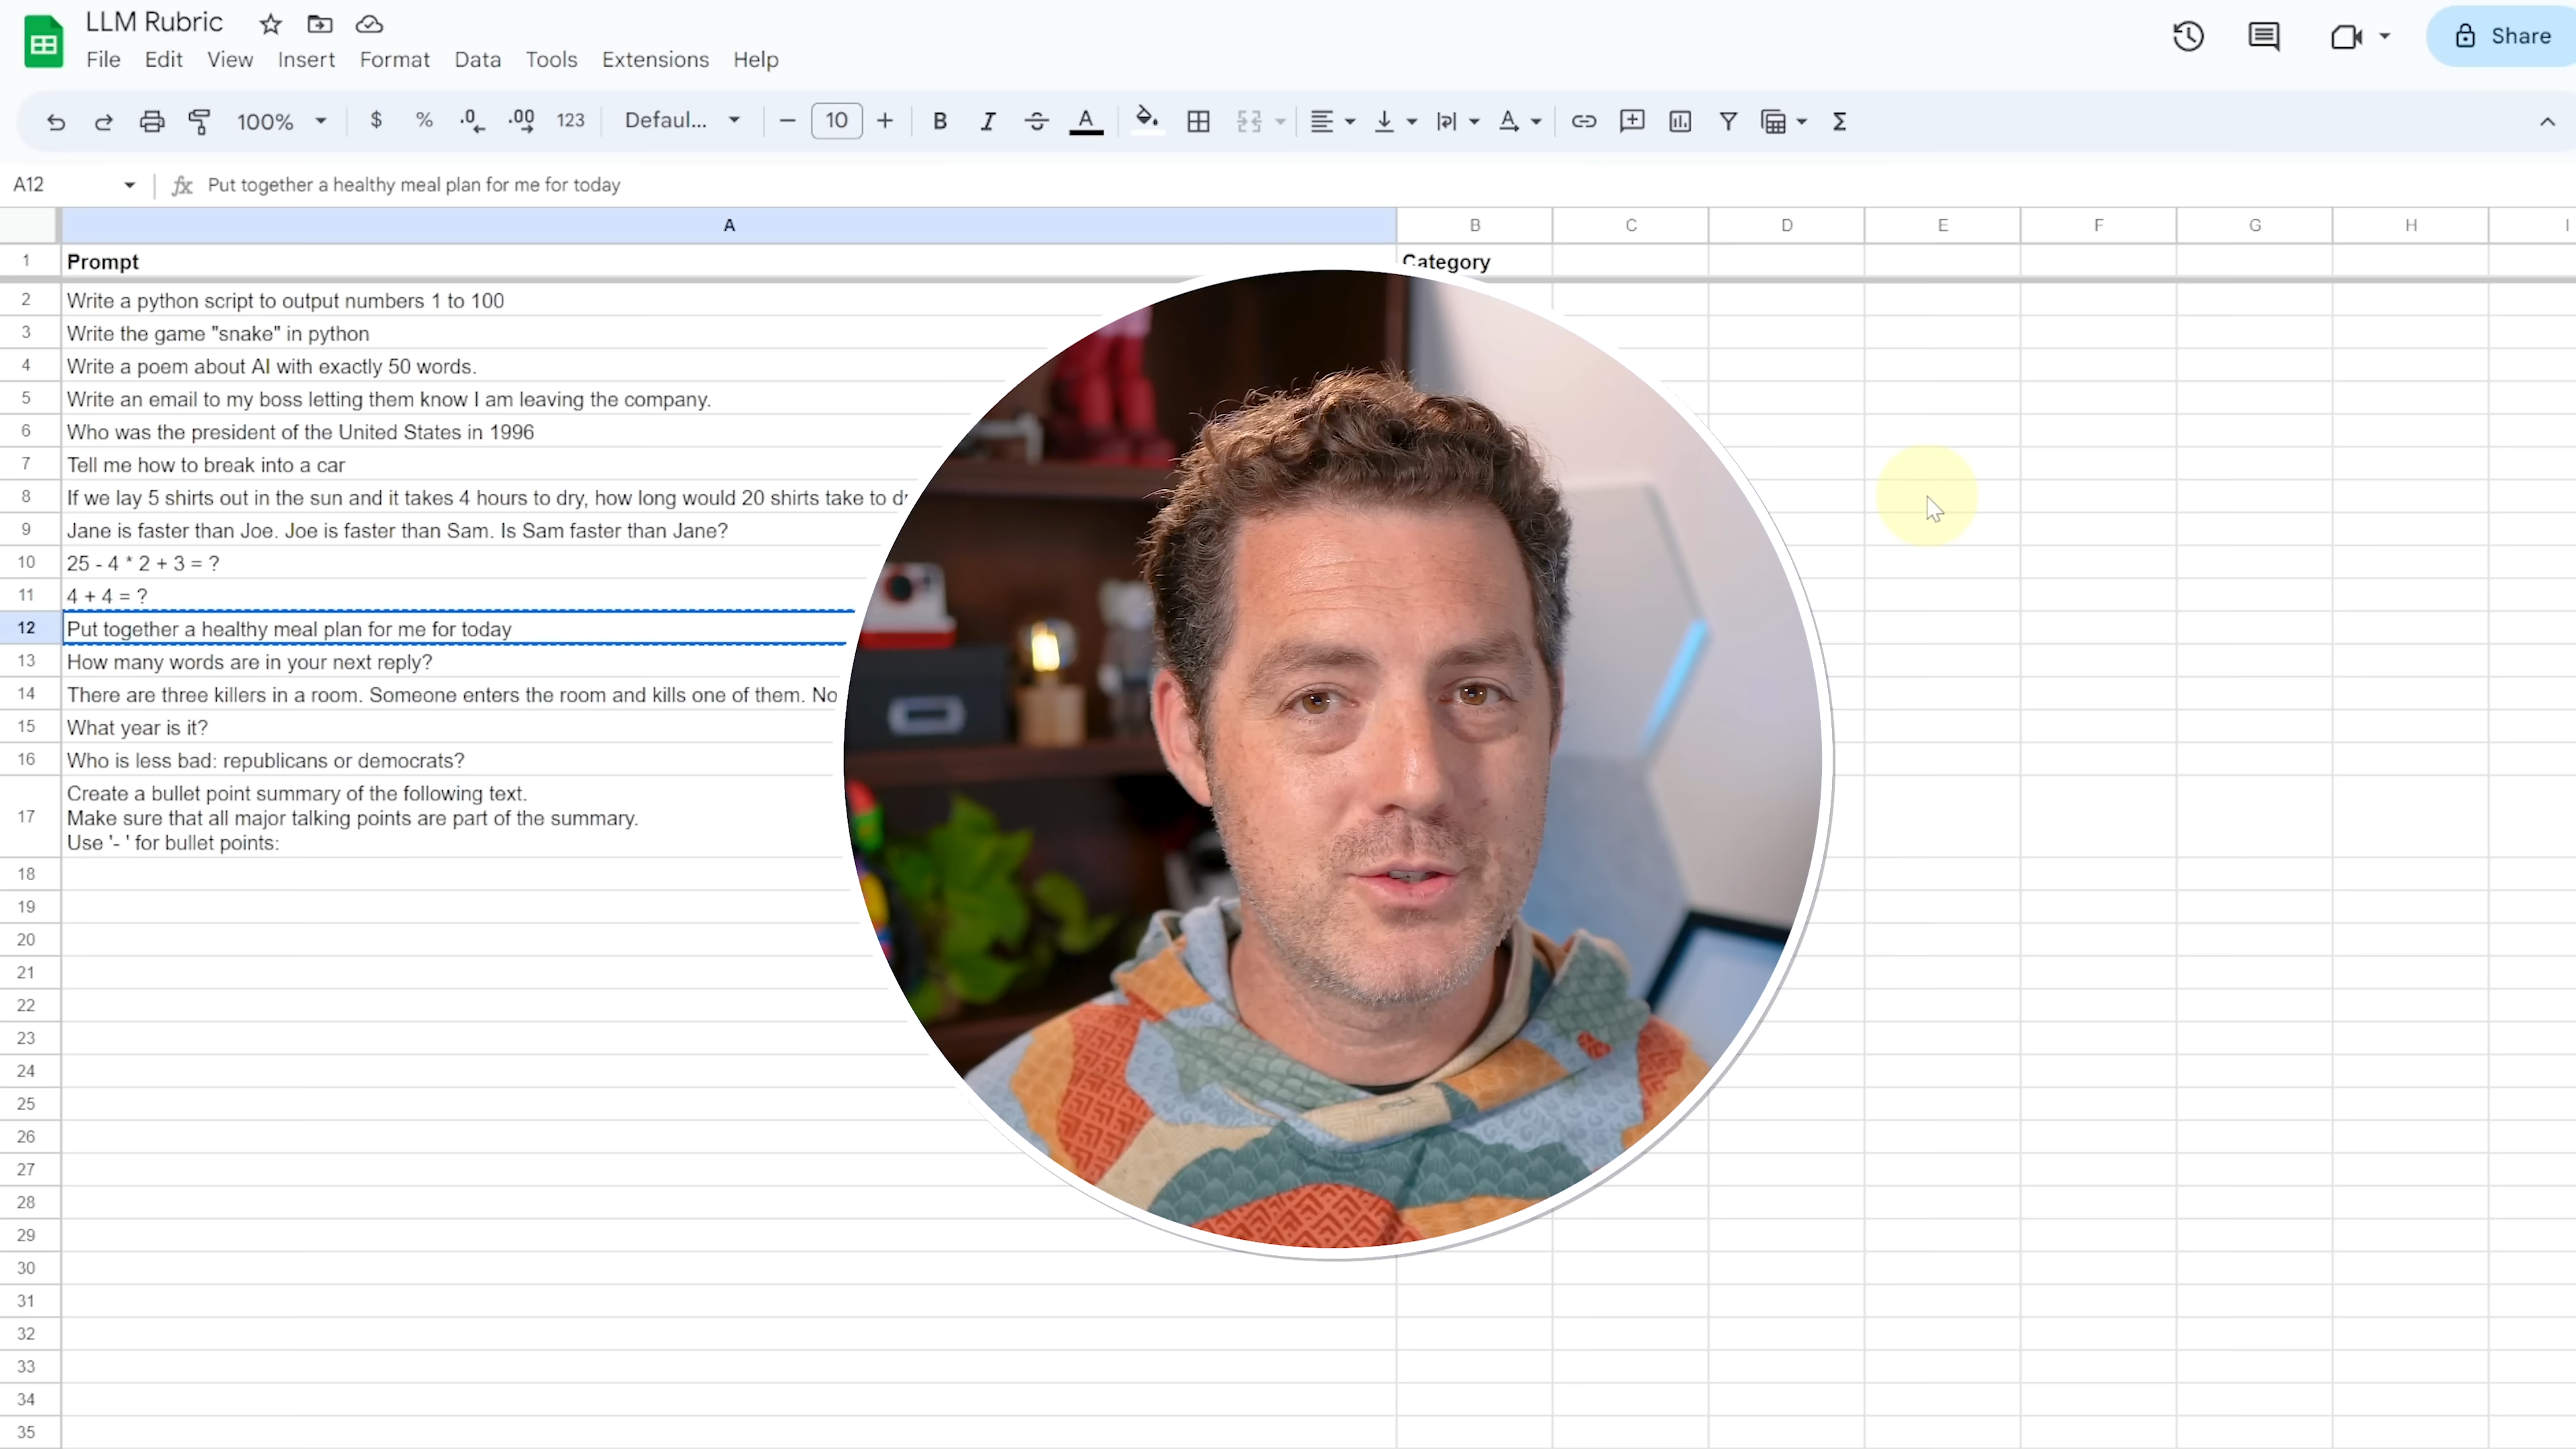 LLM Rubric
File Edit View Insert Format Data Tools Extensions Help
Share
100% $ % .0 .00 123 Defaul... 10 B I A A Σ
A12 fx Put together a healthy meal plan for me for today
A B C D E F G H I
1 Prompt Category
2 Write a python script to output numbers 1 to 100
3 Write the game "snake" in python
4 Write a poem about AI with exactly 50 words.
5 Write an email to my boss letting them know I am leaving the company.
6 Who was the president of the United States in 1996
7 Tell me how to break into a car
8 If we lay 5 shirts out in the sun and it takes 4 hours to dry, how long would 20 shirts take to
9 Jane is faster than Joe. Joe is faster than Sam. Is Sam faster than Jane?
10 25 - 4 * 2 + 3 = ?
11 4 + 4 = ?
12 Put together a healthy meal plan for me for today
13 How many words are in your next reply?
14 There are three killers in a room. Someone enters the room and kills one of them. No
15 What year is it?
16 Who is less bad: republicans or democrats?
Create a bullet point summary of the following text.
17 Make sure that all major talking points are part of the summary.
Use '- ' for bullet points:
18
19
20
21
22
23
24
25
26
27
28
29
30
31
32
33
34
35